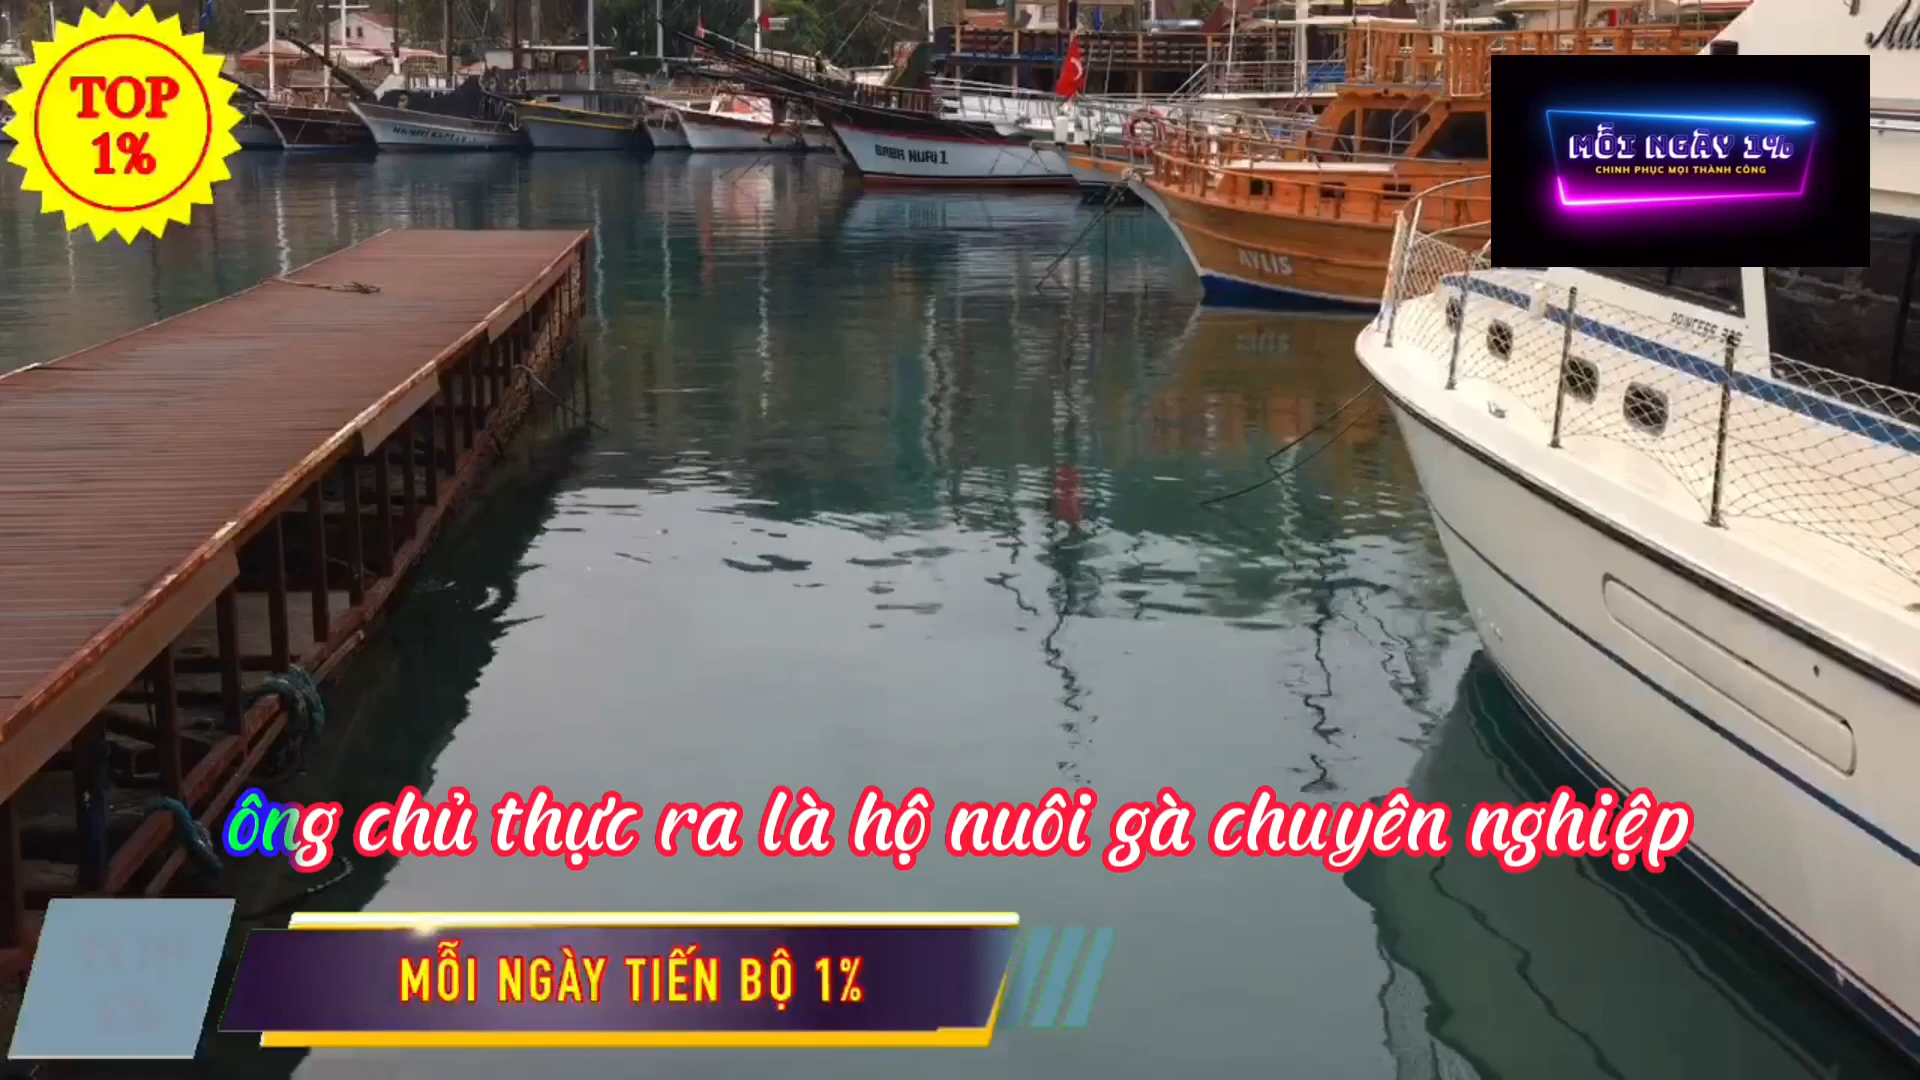 TOP
1%
MỖI NGÀY 1%
CHINH PHỤC MỌI THÀNH CÔNG
BABA NURI 1
AYLIS
ông chủ thực ra là hộ nuôi gà chuyên nghiệp
MỖI NGÀY TIẾN BỘ 1%